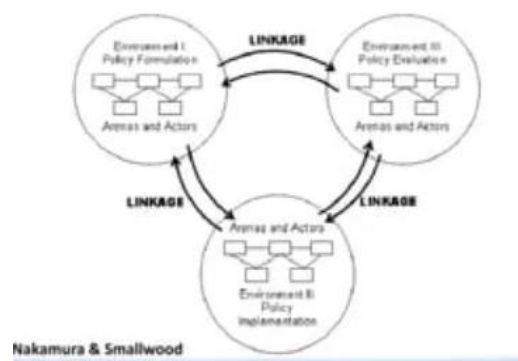 LINKAGE
Environment I:
Policy Formulation
Arenas and Actors
Environment III
Policy Evaluation
Arenas and Actors
LINKAGE
LINKAGE
Arenas and Actors
Environment II:
Policy
Implementation
Nakamura & Smallwood